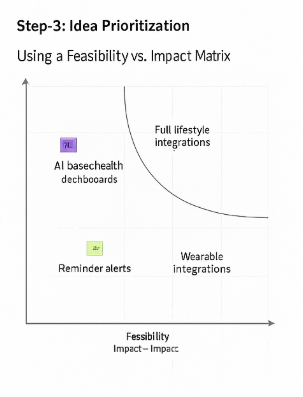 Step-3: Idea Prioritization
Using a Feasibility vs. Impact Matrix
Full lifestyle
integrations
AI basechealth
dechbooards
Reminder alerts
Wearable
integrations
Fessibility
Impact – Impacc